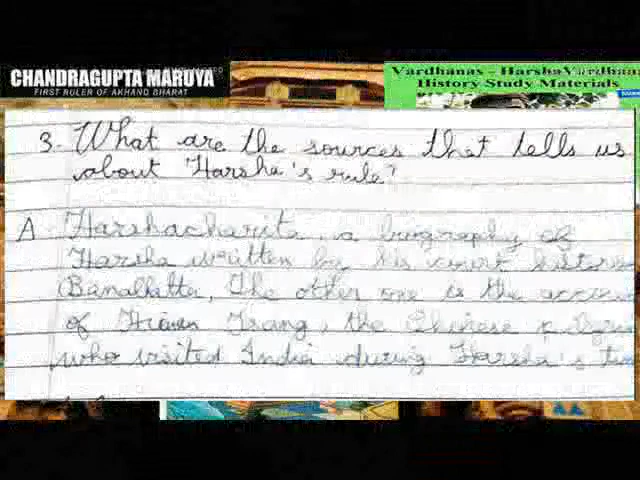 CHANDRAGUPTA MARUYA
FIRST RULER OF AKHAND BHARAT
Vardhanas - HarshaVardhana
History Study Materials
3. What are the sources that tells us
about Harsha's rule?
A Harshacharita, a biography of
Harsha written by his court
Banabhatta, The other one is the
of Hiuen Tsang, the Chinese
who visited India during Harsha's